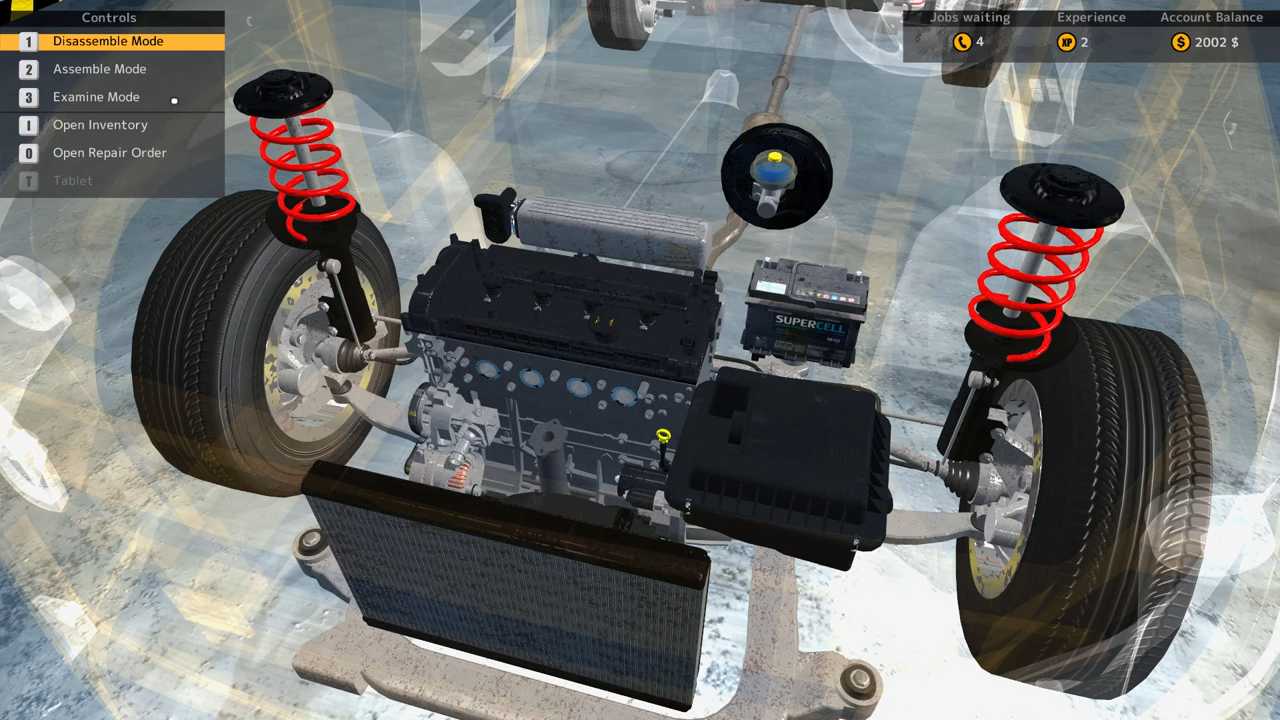 Controls
1 Disassemble Mode
2 Assemble Mode
3 Examine Mode
I Open Inventory
O Open Repair Order
T Tablet
Jobs waiting Experience Account Balance
4 XP 2 $ 2002 $
SUPERCELL